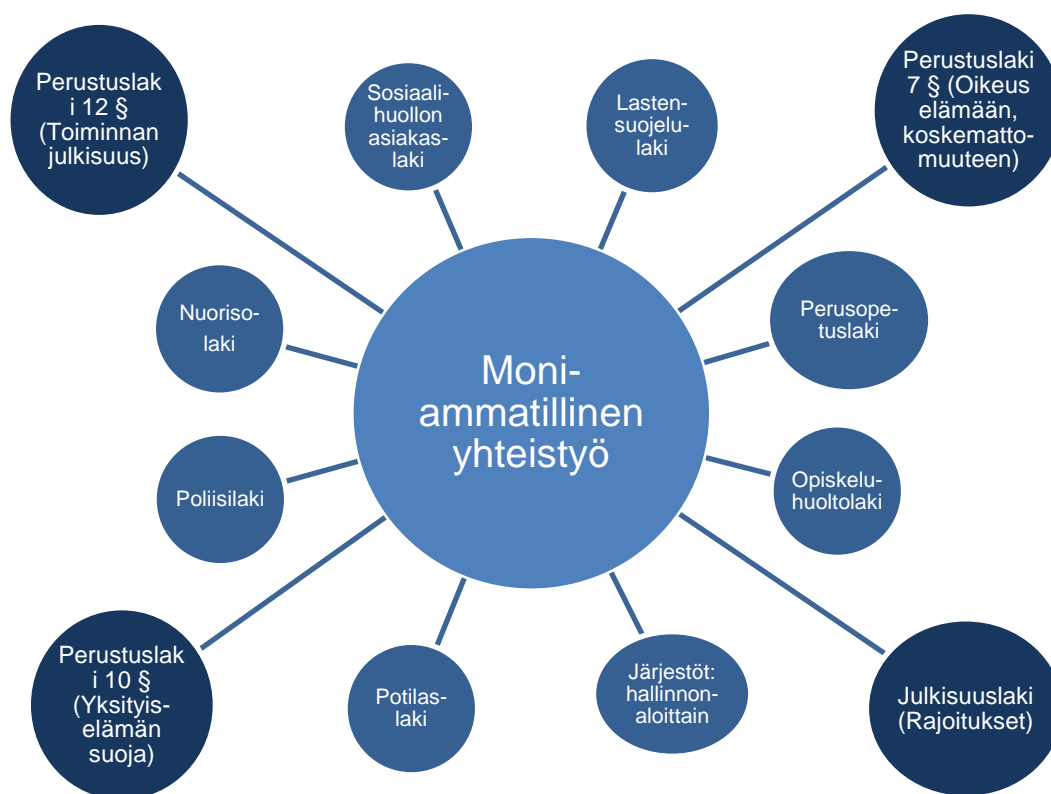 Perustuslak
i 12 §
(Toiminnan
julkisuus)
Sosiaali-
huollon
asiakas-
laki
Lasten-
suojelu-
laki
Perustuslaki
7 § (Oikeus
elämään,
koskematto-
muuteen)
Nuoriso-
laki
Moni-
ammatillinen
yhteistyö
Perusope-
tuslaki
Poliisilaki
Opiskelu-
huoltolaki
Perustuslak
i 10 §
(Yksityis-
elämän
suoja)
Potilas-
laki
Järjestöt:
hallinnon-
aloittain
Julkisuuslaki
(Rajoitukset)